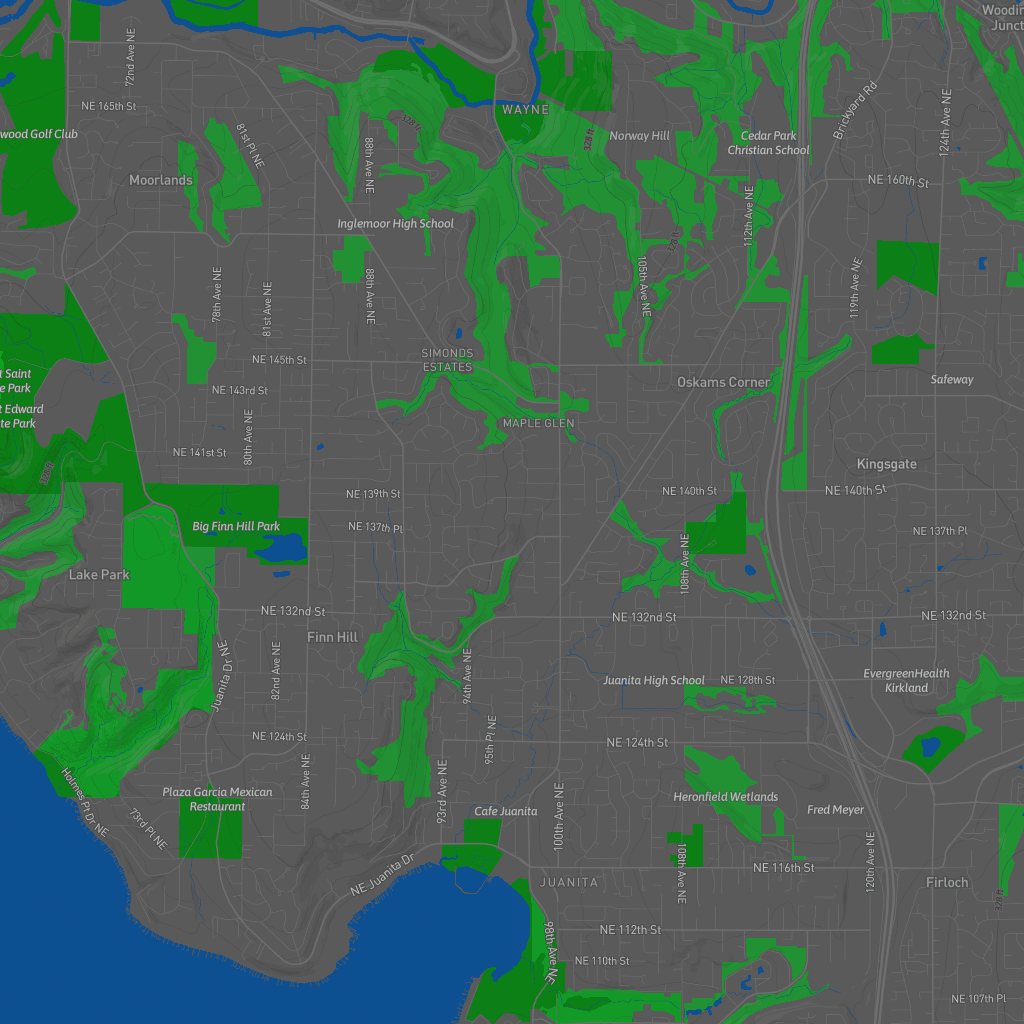 Woodin
Junct
72nd Ave NE
NE 165th St
wood Golf Club
81st Pl NE
88th Ave NE
328 ft
WAYNE
328 ft
Norway Hill
Cedar Park
Christian School
Brickyard Rd
124th Ave NE
Moorlands
NE 160th St
Inglemoor High School
112th Ave NE
328 ft
78th Ave NE
81st Ave NE
88th Ave NE
105th Ave NE
119th Ave NE
NE 145th St
SIMONDS
ESTATES
t Saint
e Park
NE 143rd St
Oskams Corner
Safeway
t Edward
te Park
80th Ave NE
MAPLE GLEN
NE 141st St
328 ft
Kingsgate
NE 139th St
NE 140th St
NE 140th St
Big Finn Hill Park
NE 137th Pl
NE 137th Pl
108th Ave NE
Lake Park
NE 132nd St
NE 132nd St
NE 132nd St
Finn Hill
Juanita Dr NE
82nd Ave NE
94th Ave NE
Juanita High School
NE 128th St
EvergreenHealth
Kirkland
NE 124th St
95th Pl NE
NE 124th St
84th Ave NE
93rd Ave NE
Holmes Pt Dr NE
73rd Pl NE
Plaza Garcia Mexican
Restaurant
Cafe Juanita
100th Ave NE
Heronfield Wetlands
Fred Meyer
120th Ave NE
108th Ave NE
NE Juanita Dr
NE 116th St
JUANITA
Firloch
328 ft
98th Ave NE
NE 112th St
NE 110th St
NE 107th Pl